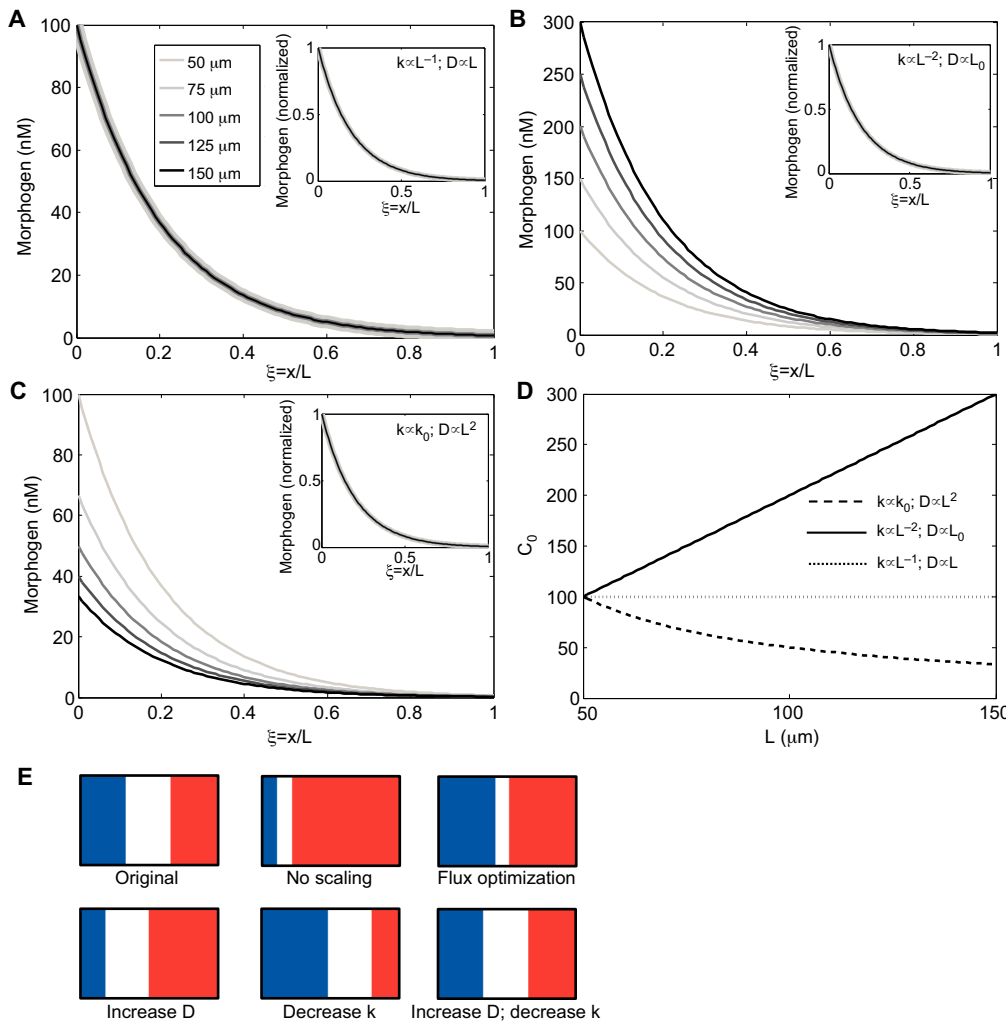 A
100
80
60
40
20
0
Morphogen (nM)
50 μm
75 μm
100 μm
125 μm
150 μm
1
0.5
0
Morphogen (normalized)
k∝L⁻¹; D∝L
0
0.5
1
ξ=x/L
0
0.2
0.4
0.6
0.8
1
ξ=x/L
B
300
250
200
150
100
50
0
Morphogen (nM)
1
0.5
0
Morphogen (normalized)
k∝L⁻²; D∝L₀
0
0.5
1
ξ=x/L
0
0.2
0.4
0.6
0.8
1
ξ=x/L
C
100
80
60
40
20
0
Morphogen (nM)
1
0.5
0
Morphogen (normalized)
k∝k₀; D∝L²
0
0.5
1
ξ=x/L
0
0.2
0.4
0.6
0.8
1
ξ=x/L
D
300
200
300
200
100
50
0
C₀
k∝k₀; D∝L²
k∝L⁻²; D∝L₀
k∝L⁻¹; D∝L
50
100
150
L (μm)
E
Original
No scaling
Flux optimization
Increase D
Decrease k
Increase D; decrease k